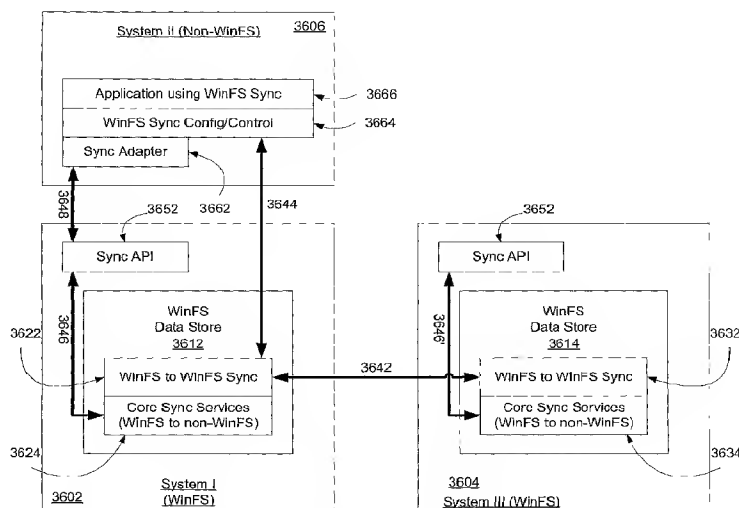 System II (Non-WinFS)
3606
Application using WinFS Sync
3666
WinFS Sync Config/Control
3664
Sync Adapter
3648
3652
3662
3644
3652
Sync API
Sync API
3646
3646'
WinFS
Data Store
3612
WinFS
Data Store
3614
3622
3632
3642
WinFS to WinFS Sync
WinFS to WinFS Sync
Core Sync Services
(WinFS to non-WinFS)
Core Sync Services
(WinFS to non-WinFS)
3624
3634
3602
System I
(WinFS)
3604
System III (WinFS)